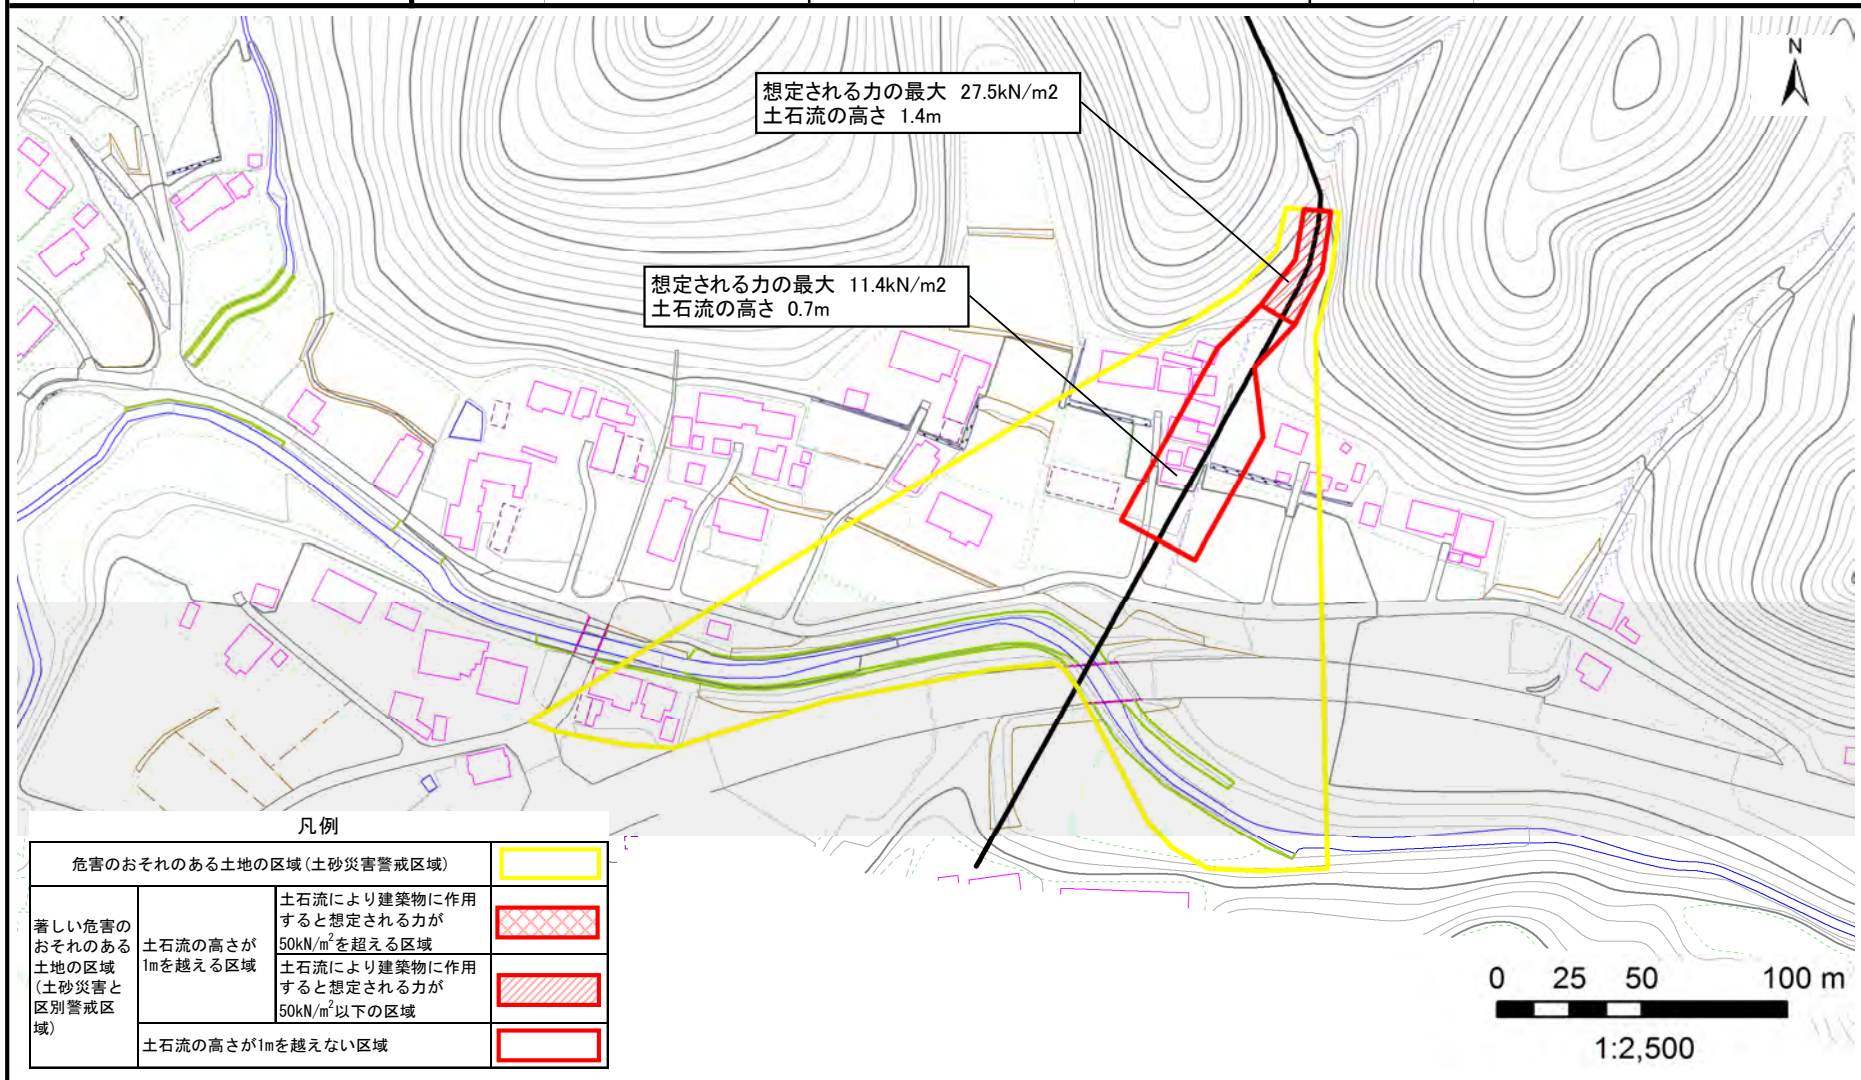 N
想定される力の最大 27.5kN/m2
土石流の高さ 1.4m
想定される力の最大 11.4kN/m2
土石流の高さ 0.7m
凡例
危害のおそれのある土地の区域(土砂災害警戒区域)
著しい危害の
おそれのある
土地の区域
(土砂災害と
区別警戒区
域)
土石流の高さが
1mを越える区域
土石流により建築物に作用
すると想定される力が
50kN/m²を超える区域
土石流により建築物に作用
すると想定される力が
50kN/m²以下の区域
土石流の高さが1mを越えない区域
0 25 50 100 m
1:2,500